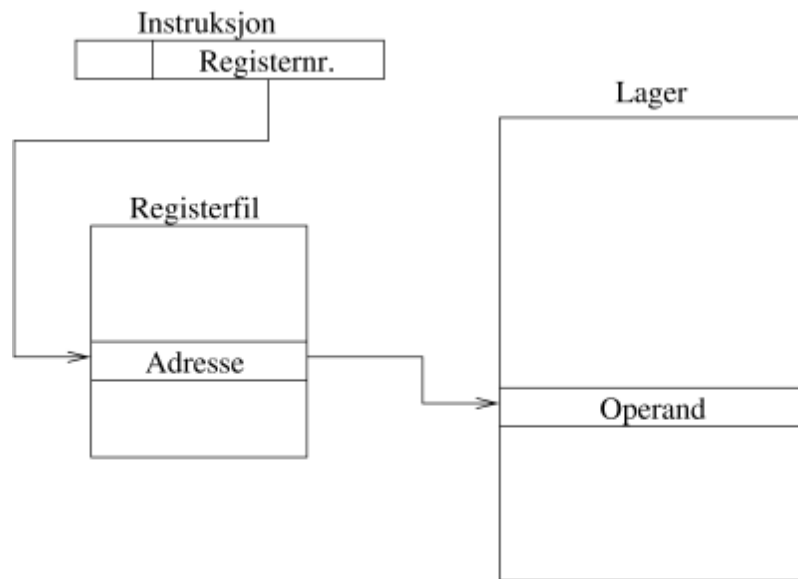 Instruksjon
Registernr.
Lager
Registerfil
Adresse
Operand